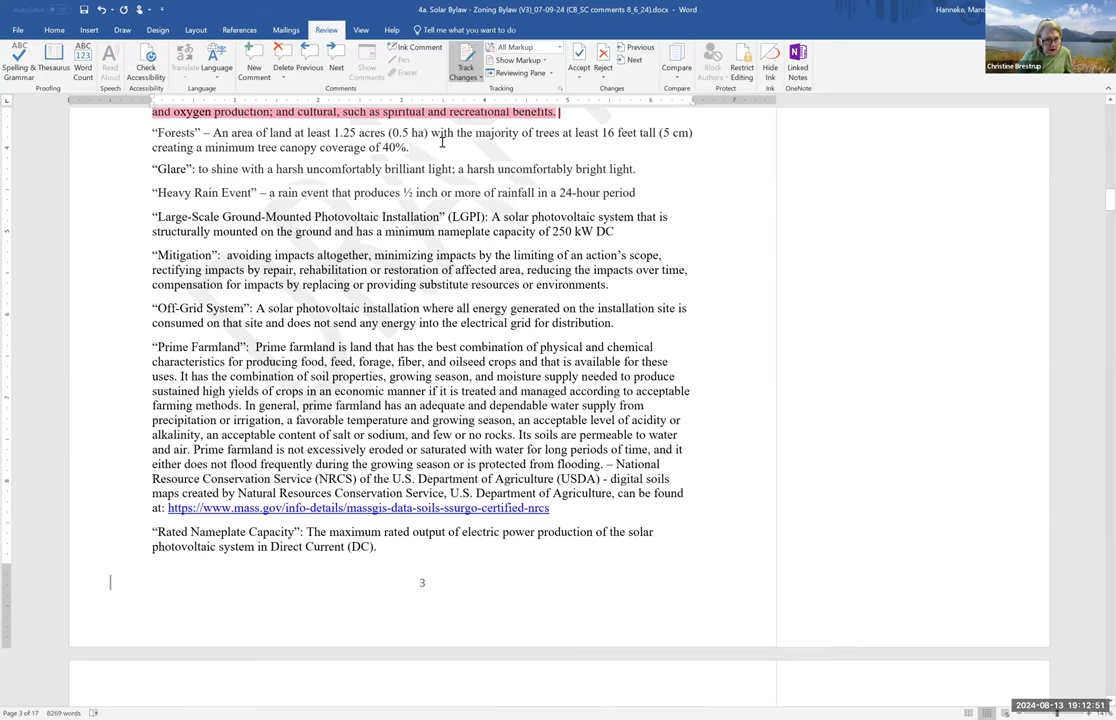 AutoSave Off
4a. Solar Bylaw - Zoning Bylaw (V3)_07-09-24 (CB_SC comments 8_6_24).docx - Word
Hanneke,
File Home Insert Draw Design Layout References Mailings Review View Help Tell me what you want to do
Spelling & Grammar Thesaurus Word Count
Read Aloud
Check Accessibility
Translate Language
New Comment Delete Previous Next
Show Comments
Ink Comment
Pen
Eraser
Track Changes
All Markup
Show Markup
Reviewing Pane
Accept Reject
Previous
Next
Compare
Block Authors Restrict Editing
Hide Ink
Linked Notes
Proofing Speech Accessibility Language Comments Tracking Changes Compare Protect Ink OneNote
Christine Brestrup
and oxygen production; and cultural, such as spiritual and recreational benefits.
“Forests” – An area of land at least 1.25 acres (0.5 ha) with the majority of trees at least 16 feet tall (5 cm)
creating a minimum tree canopy coverage of 40%.
“Glare”: to shine with a harsh uncomfortably brilliant light; a harsh uncomfortably bright light.
“Heavy Rain Event” – a rain event that produces ½ inch or more of rainfall in a 24-hour period
“Large-Scale Ground-Mounted Photovoltaic Installation” (LGPI): A solar photovoltaic system that is
structurally mounted on the ground and has a minimum nameplate capacity of 250 kW DC
“Mitigation”: avoiding impacts altogether, minimizing impacts by the limiting of an action’s scope,
rectifying impacts by repair, rehabilitation or restoration of affected area, reducing the impacts over time,
compensation for impacts by replacing or providing substitute resources or environments.
“Off-Grid System”: A solar photovoltaic installation where all energy generated on the installation site is
consumed on that site and does not send any energy into the electrical grid for distribution.
“Prime Farmland”: Prime farmland is land that has the best combination of physical and chemical
characteristics for producing food, feed, forage, fiber, and oilseed crops and that is available for these
uses. It has the combination of soil properties, growing season, and moisture supply needed to produce
sustained high yields of crops in an economic manner if it is treated and managed according to acceptable
farming methods. In general, prime farmland has an adequate and dependable water supply from
precipitation or irrigation, a favorable temperature and growing season, an acceptable level of acidity or
alkalinity, an acceptable content of salt or sodium, and few or no rocks. Its soils are permeable to water
and air. Prime farmland is not excessively eroded or saturated with water for long periods of time, and it
either does not flood frequently during the growing season or is protected from flooding. – National
Resource Conservation Service (NRCS) of the U.S. Department of Agriculture (USDA) - digital soils
maps created by Natural Resources Conservation Service, U.S. Department of Agriculture, can be found
at: https://www.mass.gov/info-details/massgis-data-soils-ssurgo-certified-nrcs
“Rated Nameplate Capacity”: The maximum rated output of electric power production of the solar
photovoltaic system in Direct Current (DC).
3
Page 3 of 17 8269 words
2024-08-13 19:12:51
141%